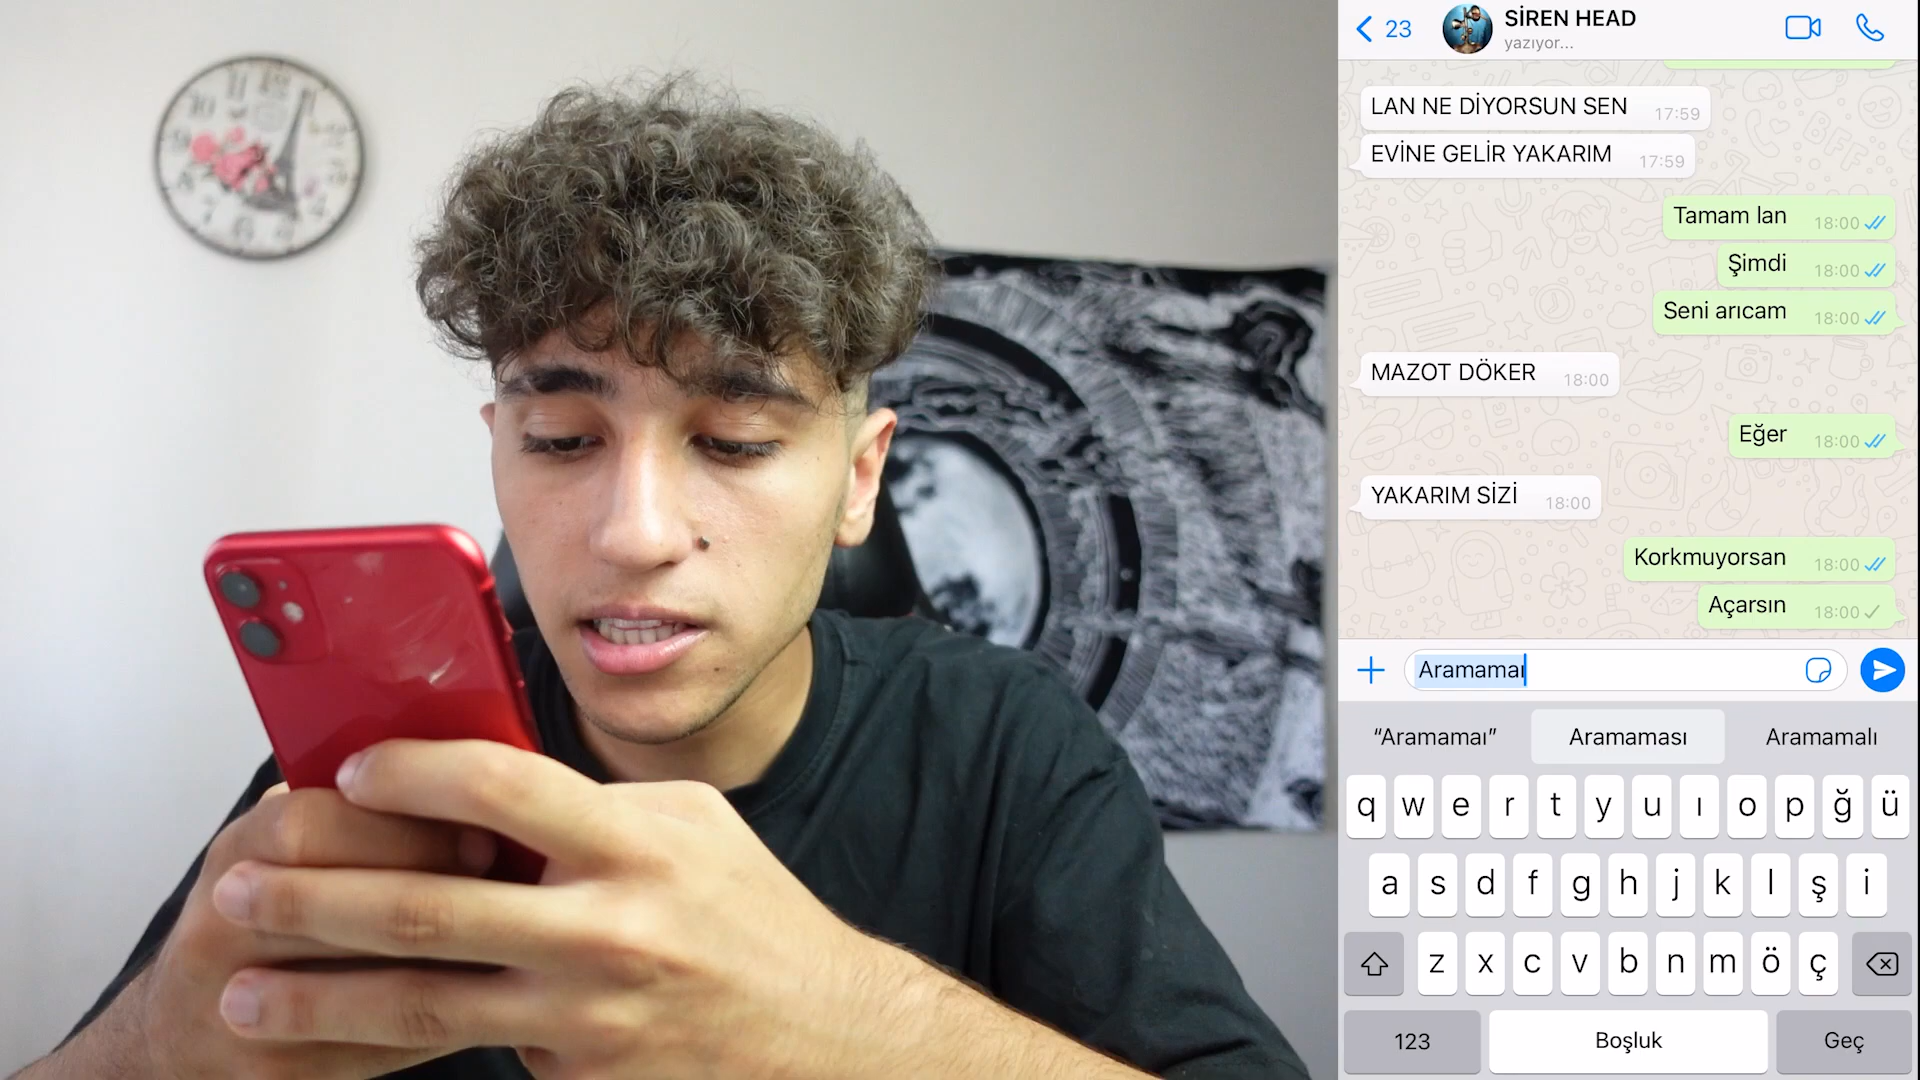 23
SİREN HEAD
yazıyor...
LAN NE DİYORSUN SEN 17:59
EVİNE GELİR YAKARIM 17:59
Tamam lan 18:00
Şimdi 18:00
Seni arıcam 18:00
MAZOT DÖKER 18:00
Eğer 18:00
YAKARIM SİZİ 18:00
Korkmuyorsan 18:00
Açarsın 18:00
Aramamaı
“Aramamaı” Aramaması Aramamalı
q w e r t y u ı o p ğ ü
a s d f g h j k l ş i
z x c v b n m ö ç
123 Boşluk Geç